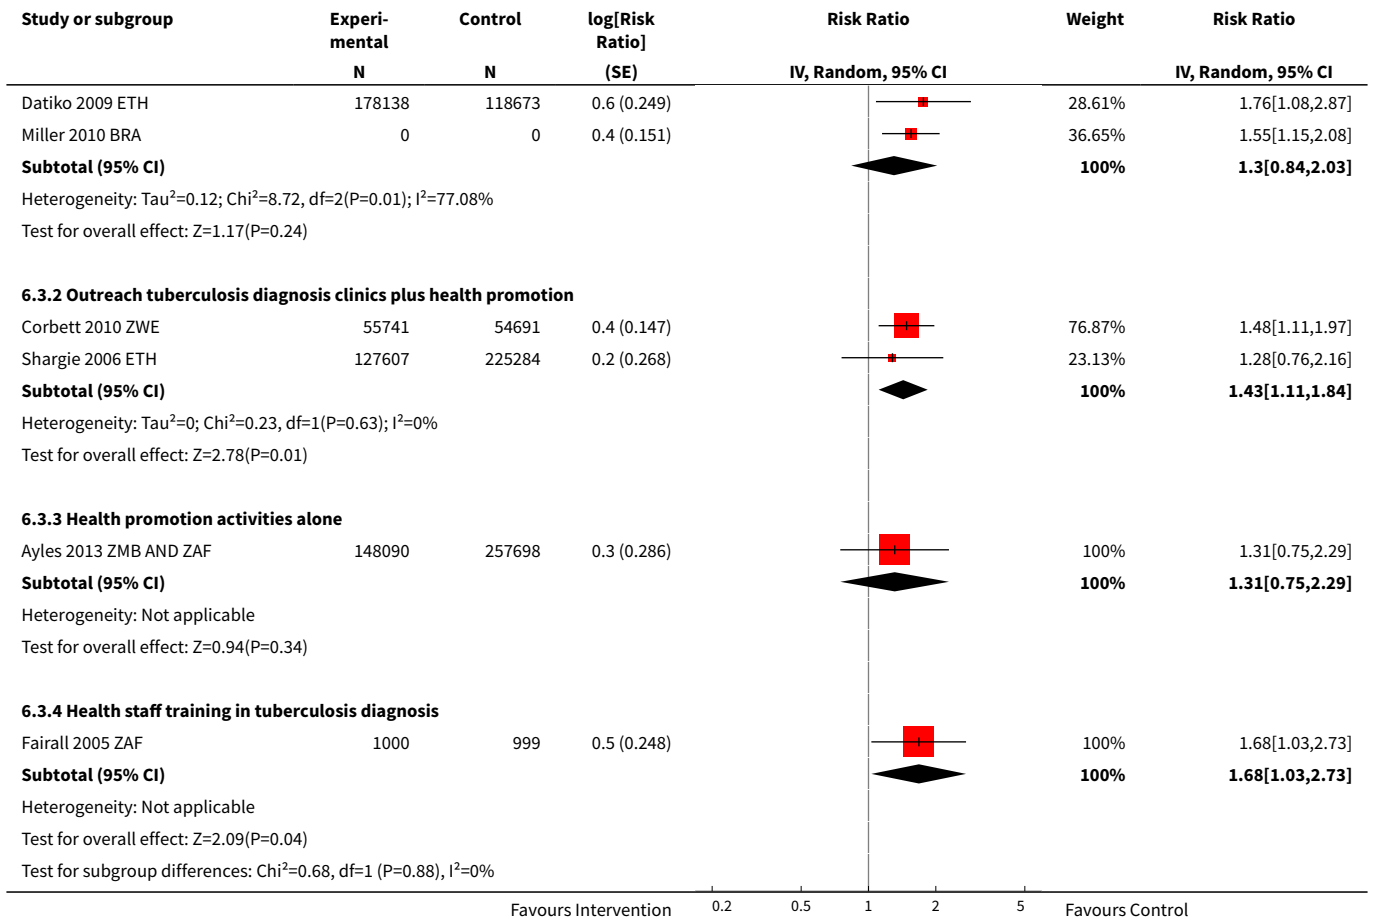 Study or subgroup Experi- Control log[Risk Risk Ratio Weight Risk Ratio
mental Ratio]
N N (SE) IV, Random, 95% CI IV, Random, 95% CI
Datiko 2009 ETH 178138 118673 0.6 (0.249) 28.61% 1.76[1.08,2.87]
Miller 2010 BRA 0 0 0.4 (0.151) 36.65% 1.55[1.15,2.08]
Subtotal (95% CI) 100% 1.3[0.84,2.03]
Heterogeneity: Tau²=0.12; Chi²=8.72, df=2(P=0.01); I²=77.08%
Test for overall effect: Z=1.17(P=0.24)
6.3.2 Outreach tuberculosis diagnosis clinics plus health promotion
Corbett 2010 ZWE 55741 54691 0.4 (0.147) 76.87% 1.48[1.11,1.97]
Shargie 2006 ETH 127607 225284 0.2 (0.268) 23.13% 1.28[0.76,2.16]
Subtotal (95% CI) 100% 1.43[1.11,1.84]
Heterogeneity: Tau²=0; Chi²=0.23, df=1(P=0.63); I²=0%
Test for overall effect: Z=2.78(P=0.01)
6.3.3 Health promotion activities alone
Ayles 2013 ZMB AND ZAF 148090 257698 0.3 (0.286) 100% 1.31[0.75,2.29]
Subtotal (95% CI) 100% 1.31[0.75,2.29]
Heterogeneity: Not applicable
Test for overall effect: Z=0.94(P=0.34)
6.3.4 Health staff training in tuberculosis diagnosis
Fairall 2005 ZAF 1000 999 0.5 (0.248) 100% 1.68[1.03,2.73]
Subtotal (95% CI) 100% 1.68[1.03,2.73]
Heterogeneity: Not applicable
Test for overall effect: Z=2.09(P=0.04)
Test for subgroup differences: Chi²=0.68, df=1 (P=0.88), I²=0%
Favours Intervention 0.2 0.5 1 2 5 Favours Control